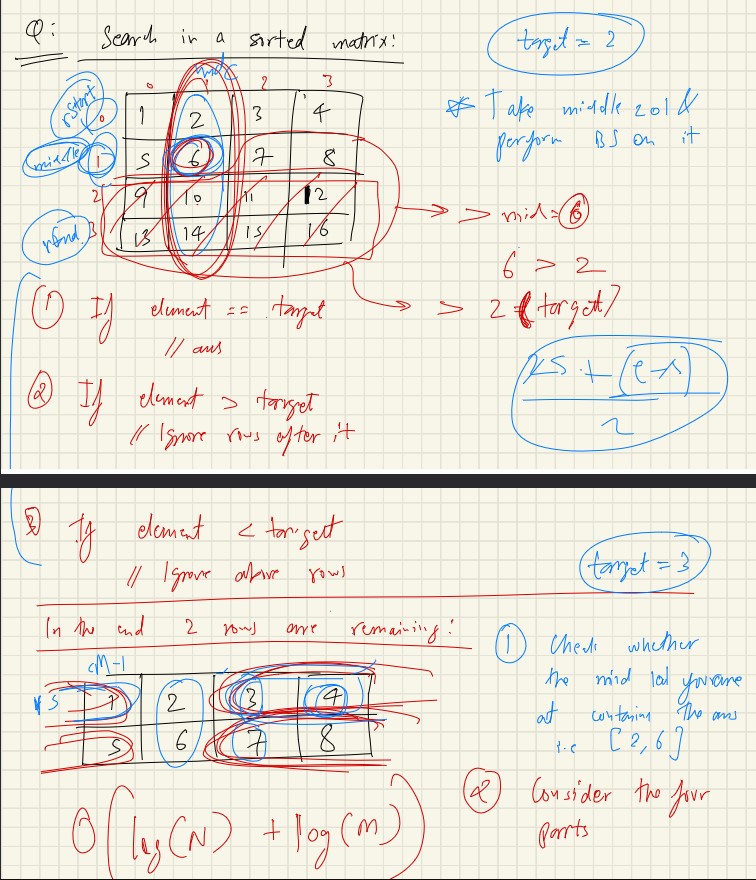 Q: Search in a sorted matrix:
target = 2
midC
0 1 2 3
rStart 0 1 2 3 4
middle 1 5 6 7 8
2 9 10 11 12
rEnd 3 13 14 15 16
* Take middle col &
perform BS on it
> mid = 6
6 > 2
> 2 = (target)
① If element == target
// ans
② If element > target
// Ignore rows after it
2
③ If element < target
// Ignore above rows
target = 3
In the end 2 rows are remaining:
cM-1
rS 1 2 3 4
5 6 7 8
① Check whether
the mid col you are
at contains the ans
i.e [2, 6]
② Consider the four
parts
O(log(N) + log(M))